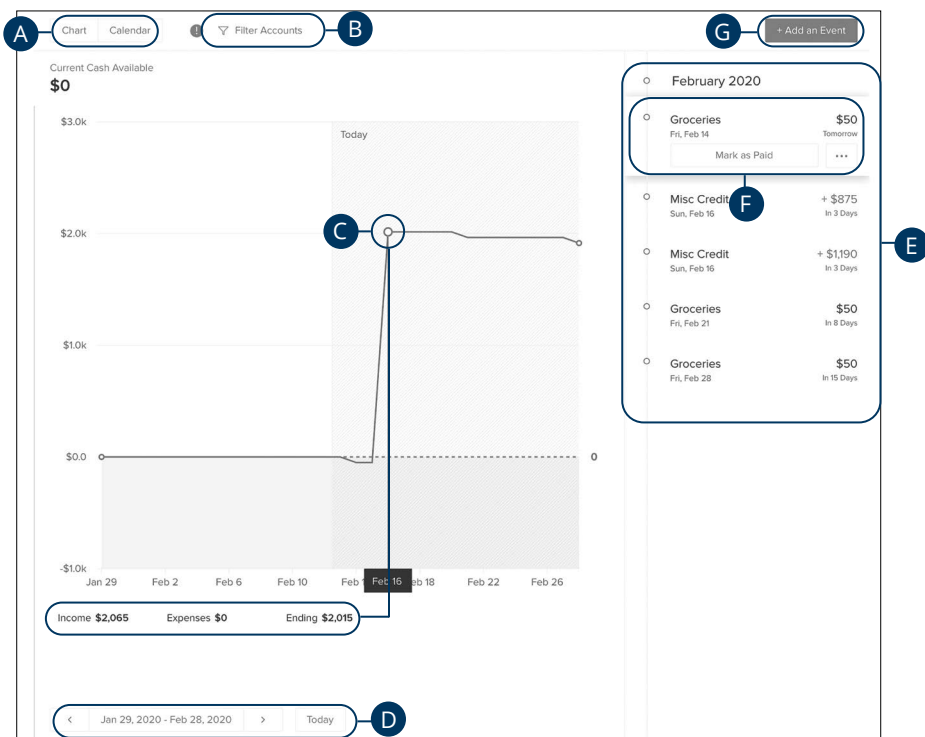 A
Chart Calendar
!
Filter Accounts
B
G
+ Add an Event
Current Cash Available
$0
$3.0k
Today
$2.0k
C
$1.0k
$0.0
0
-$1.0k
Jan 29 Feb 2 Feb 6 Feb 10 Feb 1 Feb 16 eb 18 Feb 22 Feb 26
Income $2,065 Expenses $0 Ending $2,015
< Jan 29, 2020 - Feb 28, 2020 > Today
D
February 2020
Groceries $50
Fri, Feb 14 Tomorrow
Mark as Paid ...
F
Misc Credit + $875
Sun, Feb 16 In 3 Days
E
Misc Credit + $1,190
Sun, Feb 16 In 3 Days
Groceries $50
Fri, Feb 21 In 8 Days
Groceries $50
Fri, Feb 28 In 15 Days